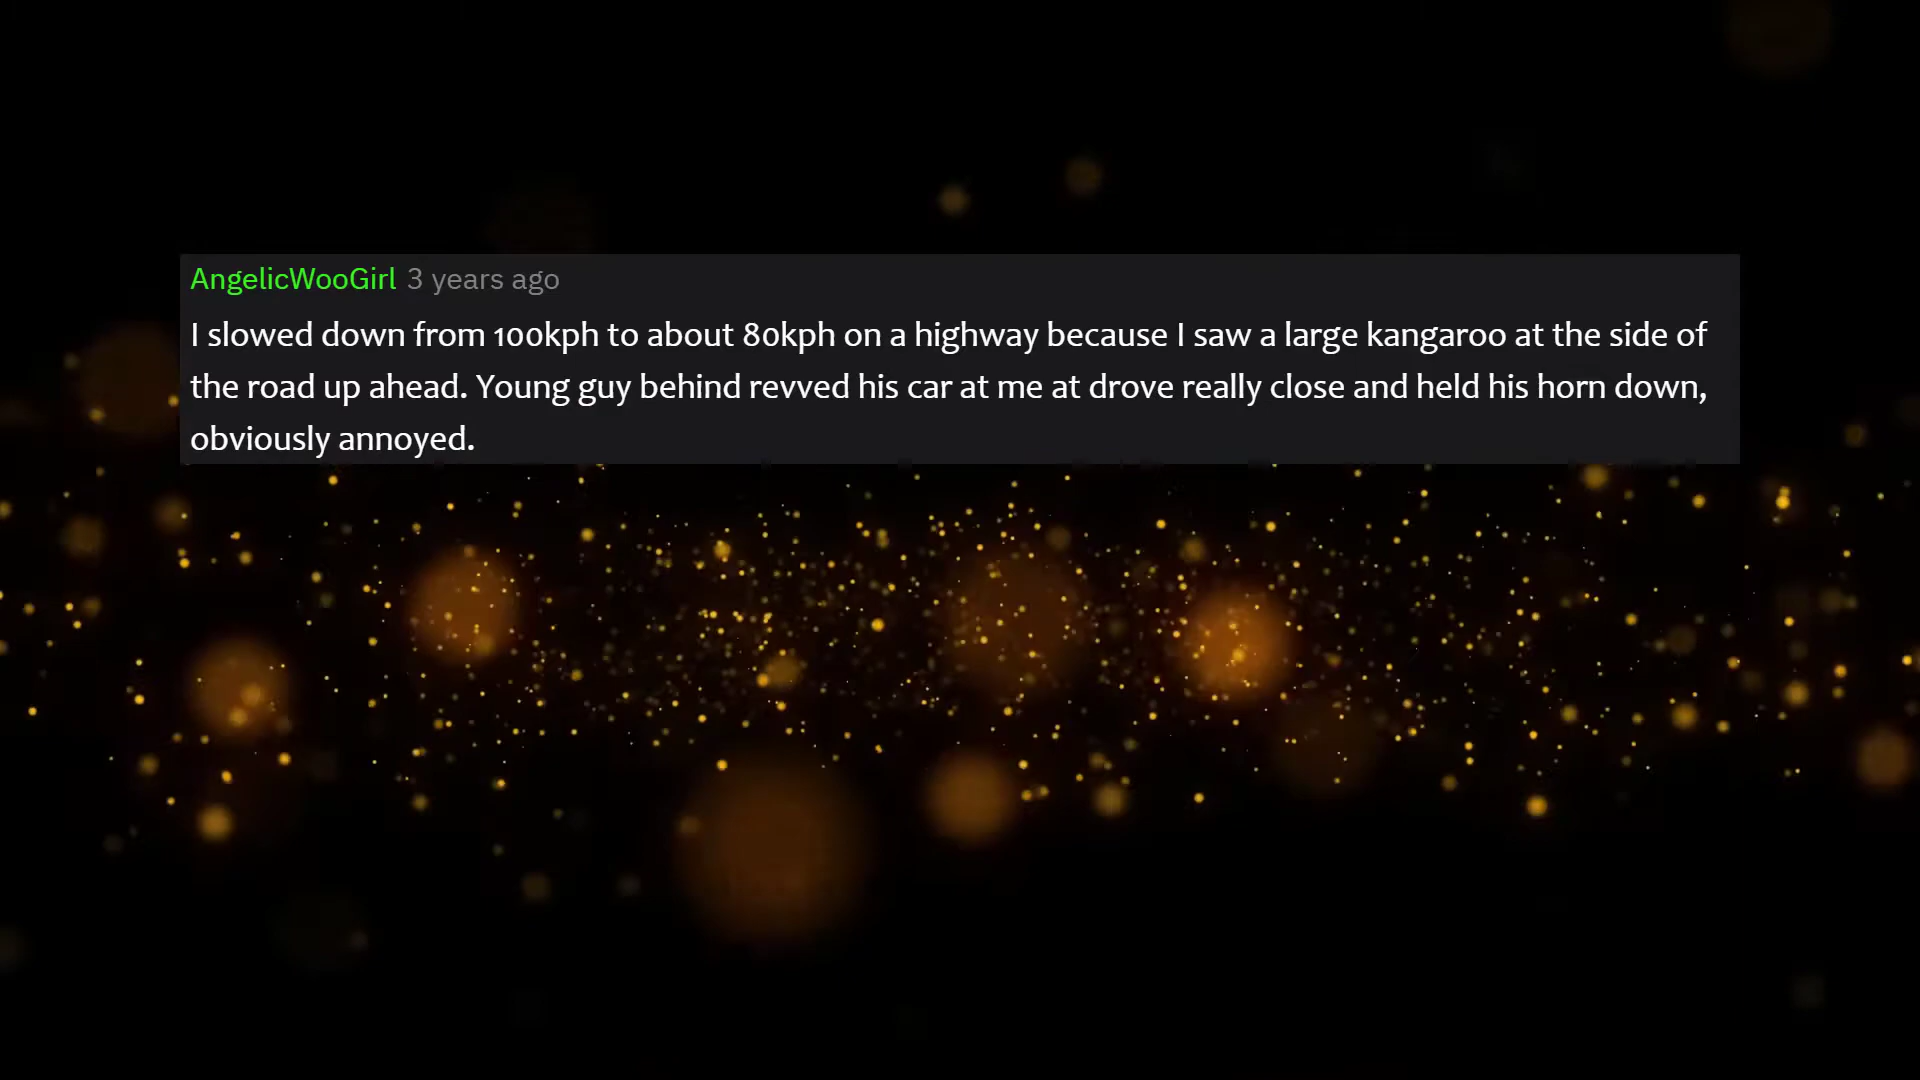 AngelicWooGirl 3 years ago
I slowed down from 100kph to about 80kph on a highway because I saw a large kangaroo at the side of
the road up ahead. Young guy behind revved his car at me at drove really close and held his horn down,
obviously annoyed.